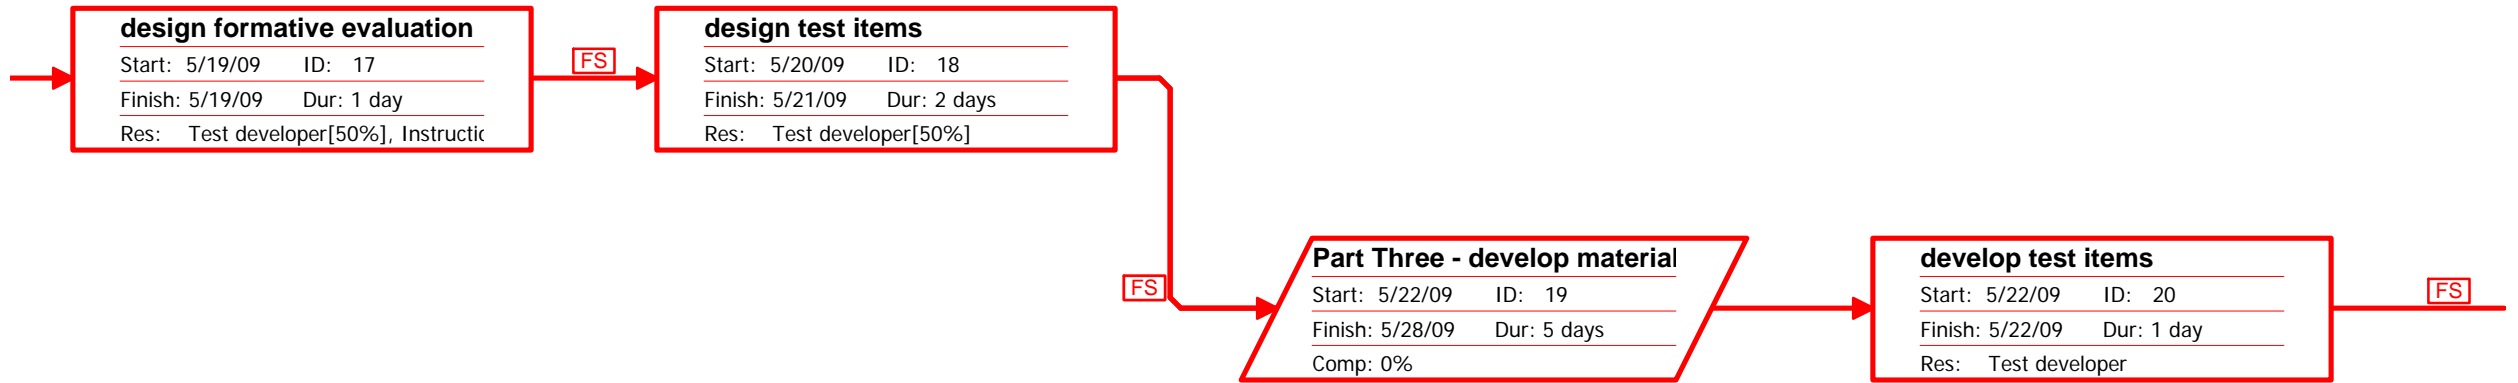 design formative evaluation
Start: 5/19/09 ID: 17
Finish: 5/19/09 Dur: 1 day
Res: Test developer[50%], Instructic
FS
design test items
Start: 5/20/09 ID: 18
Finish: 5/21/09 Dur: 2 days
Res: Test developer[50%]
FS
Part Three - develop material
Start: 5/22/09 ID: 19
Finish: 5/28/09 Dur: 5 days
Comp: 0%
develop test items
Start: 5/22/09 ID: 20
Finish: 5/22/09 Dur: 1 day
Res: Test developer
FS